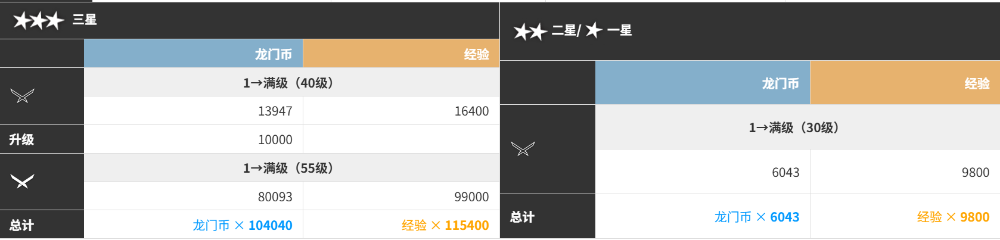 三星
龙门币 经验
1→满级（40级）
13947 16400
升级 10000
1→满级（55级）
80093 99000
总计 龙门币 × 104040 经验 × 115400
二星/ 一星
龙门币 经验
1→满级（30级）
6043 9800
总计 龙门币 × 6043 经验 × 9800